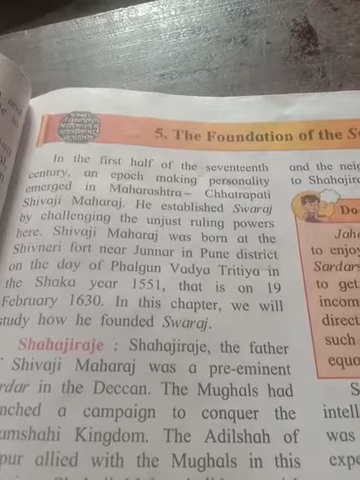 5. The Foundation of the
In the first half of the seventeenth
century, an epoch making personality
emerged in Maharashtra – Chhatrapati
Shivaji Maharaj. He established Swaraj
by challenging the unjust ruling powers
here. Shivaji Maharaj was born at the
Shivneri fort near Junnar in Pune district
on the day of Phalgun Vadya Tritiya in
the Shaka year 1551, that is on 19
February 1630. In this chapter, we will
study how he founded Swaraj.
Shahajiraje : Shahajiraje, the father
Shivaji Maharaj was a pre-eminent
rdar in the Deccan. The Mughals had
nched a campaign to conquer the
amshahi Kingdom. The Adilshah of
pur allied with the Mughals in this
and the neig
to Shahajira
Do
Jaha
to enjoy
Sardars
to get
incom
direct
such
equa
S
intell
was
expe